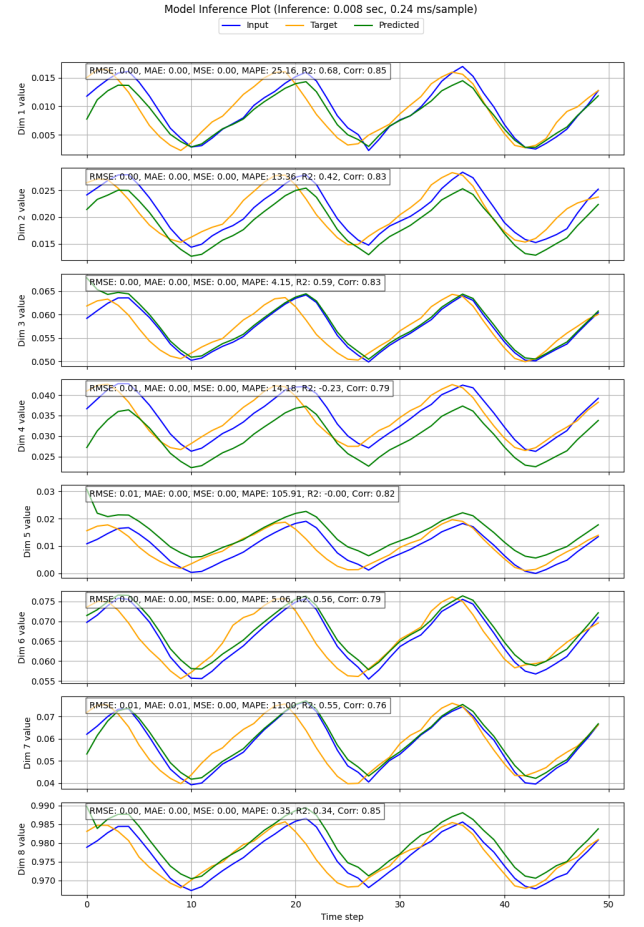 Model Inference Plot (Inference: 0.008 sec, 0.24 ms/sample)
Input Target Predicted
RMSE: 0.00, MAE: 0.00, MSE: 0.00, MAPE: 25.16, R2: 0.68, Corr: 0.85
Dim 1 value
0.015
0.010
0.005
RMSE: 0.00, MAE: 0.00, MSE: 0.00, MAPE: 13.36, R2: 0.42, Corr: 0.83
Dim 2 value
0.025
0.020
0.015
RMSE: 0.00, MAE: 0.00, MSE: 0.00, MAPE: 4.15, R2: 0.59, Corr: 0.83
Dim 3 value
0.065
0.060
0.055
0.050
RMSE: 0.01, MAE: 0.00, MSE: 0.00, MAPE: 14.18, R2: -0.23, Corr: 0.79
Dim 4 value
0.040
0.035
0.030
0.025
RMSE: 0.01, MAE: 0.00, MSE: 0.00, MAPE: 105.91, R2: -0.00, Corr: 0.82
Dim 5 value
0.03
0.02
0.01
0.00
RMSE: 0.00, MAE: 0.00, MSE: 0.00, MAPE: 5.06, R2: 0.56, Corr: 0.79
Dim 6 value
0.075
0.070
0.065
0.060
0.055
RMSE: 0.01, MAE: 0.01, MSE: 0.00, MAPE: 11.00, R2: 0.55, Corr: 0.76
Dim 7 value
0.07
0.06
0.05
0.04
RMSE: 0.00, MAE: 0.00, MSE: 0.00, MAPE: 0.35, R2: 0.34, Corr: 0.85
Dim 8 value
0.990
0.985
0.980
0.975
0.970
0 10 20 30 40 50
Time step